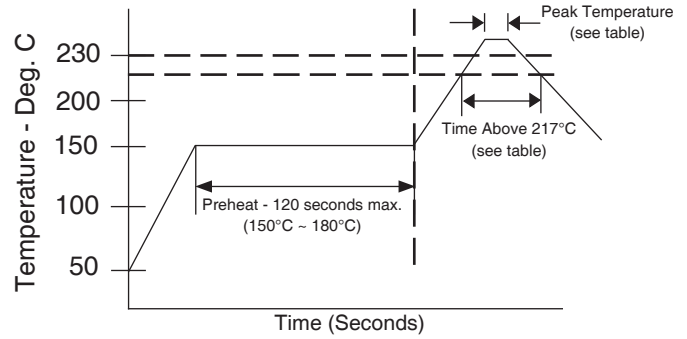 Peak Temperature
(see table)
Temperature - Deg. C
230
200
150
100
50
Time Above 217°C
(see table)
Preheat - 120 seconds max.
(150°C ~ 180°C)
Time (Seconds)